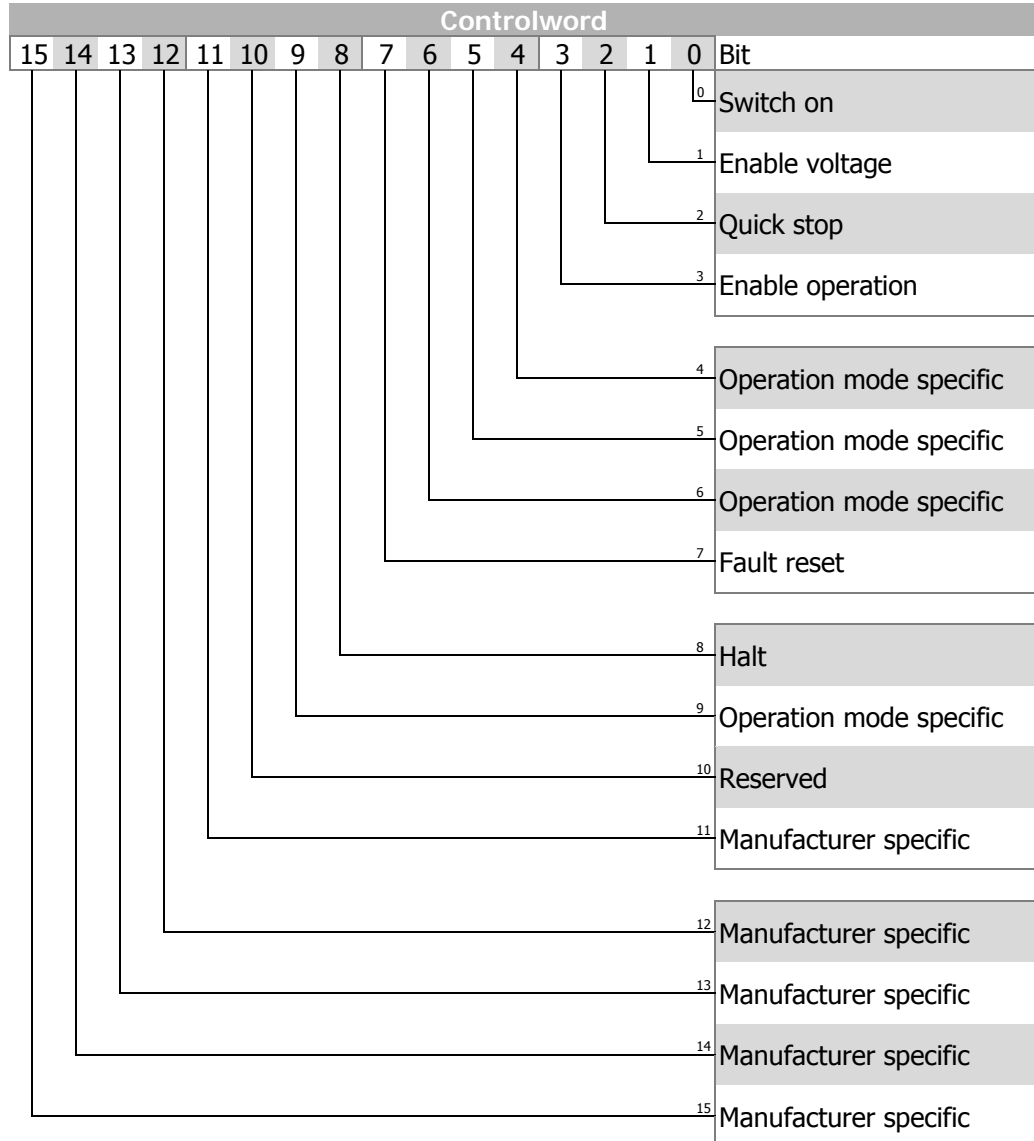 Controlword
15 14 13 12 11 10 9 8 7 6 5 4 3 2 1 0 Bit
0 Switch on
1 Enable voltage
2 Quick stop
3 Enable operation
4 Operation mode specific
5 Operation mode specific
6 Operation mode specific
7 Fault reset
8 Halt
9 Operation mode specific
10 Reserved
11 Manufacturer specific
12 Manufacturer specific
13 Manufacturer specific
14 Manufacturer specific
15 Manufacturer specific